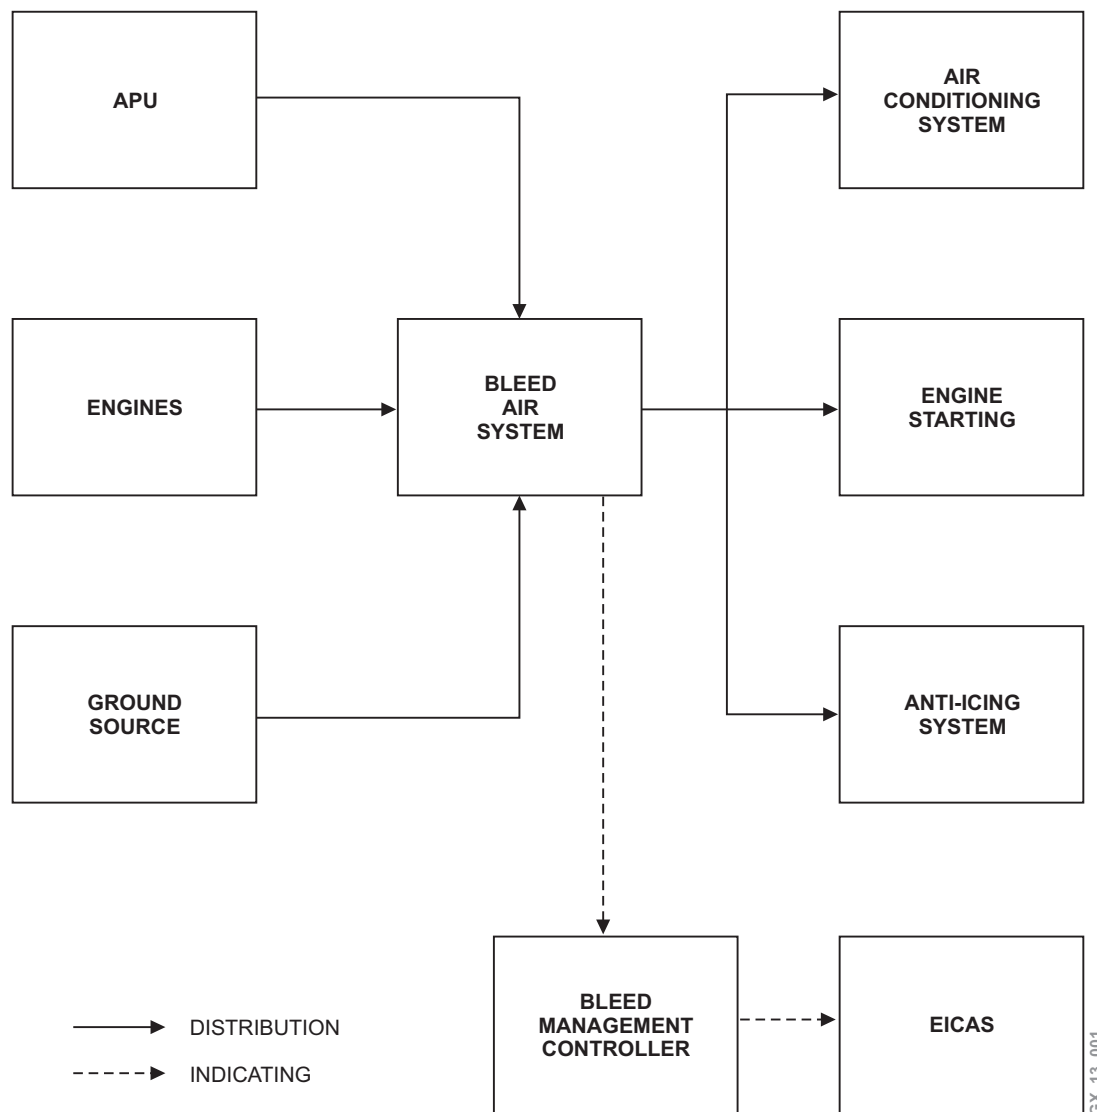 APU
AIR
CONDITIONING
SYSTEM
ENGINES
BLEED
AIR
SYSTEM
ENGINE
STARTING
GROUND
SOURCE
ANTI-ICING
SYSTEM
BLEED
MANAGEMENT
CONTROLLER
EICAS
DISTRIBUTION
INDICATING
GX_13_001